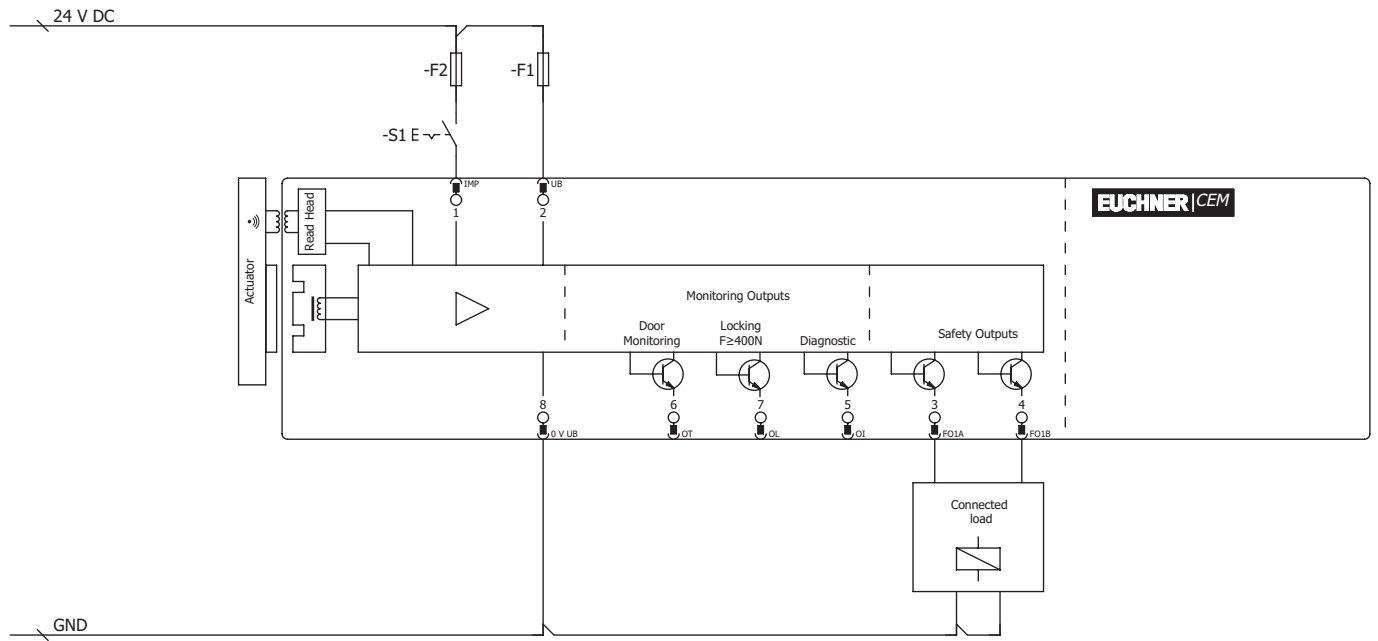 24 V DC
-F2
-F1
-S1 E
IMP
UB
1
2
EUCHNER CEM
Read Head
Actuator
Monitoring Outputs
Door
Monitoring
Locking
F≥400N
Diagnostic
Safety Outputs
8
6
7
5
3
4
0 V UB
OT
OL
OI
FO1A
FO1B
Connected
load
GND